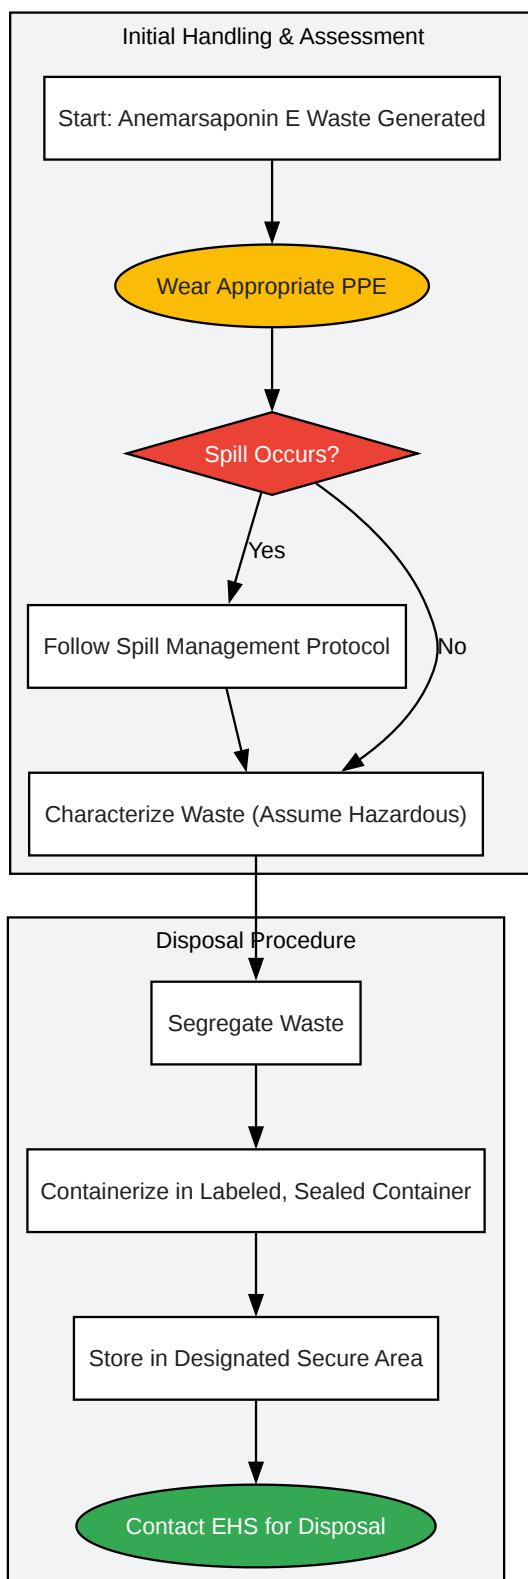 Initial Handling & Assessment
Start: Anemarsaponin E Waste Generated
Wear Appropriate PPE
Spill Occurs?
Yes
Follow Spill Management Protocol
No
Characterize Waste (Assume Hazardous)
Disposal Procedure
Segregate Waste
Containerize in Labeled, Sealed Container
Store in Designated Secure Area
Contact EHS for Disposal